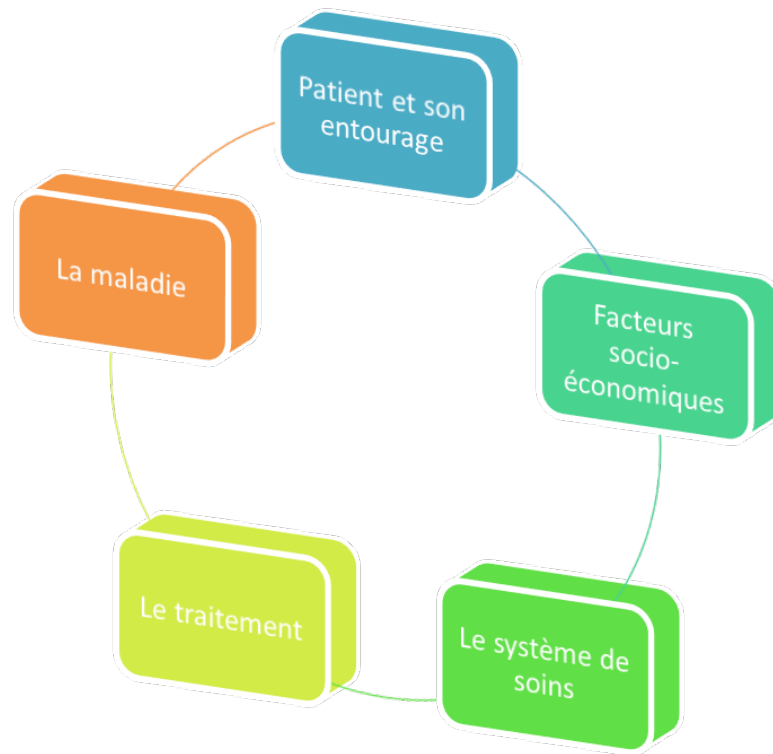 Patient et son
entourage
Facteurs
socio-
économiques
Le système de
soins
Le traitement
La maladie